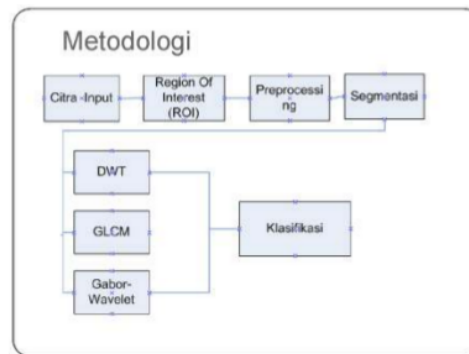 Metodologi
Citra -Input
Region Of
Interest
(ROI)
Preprocessi
ng
Segmentasi
DWT
GLCM
Gabor-
Wavelet
Klasifikasi